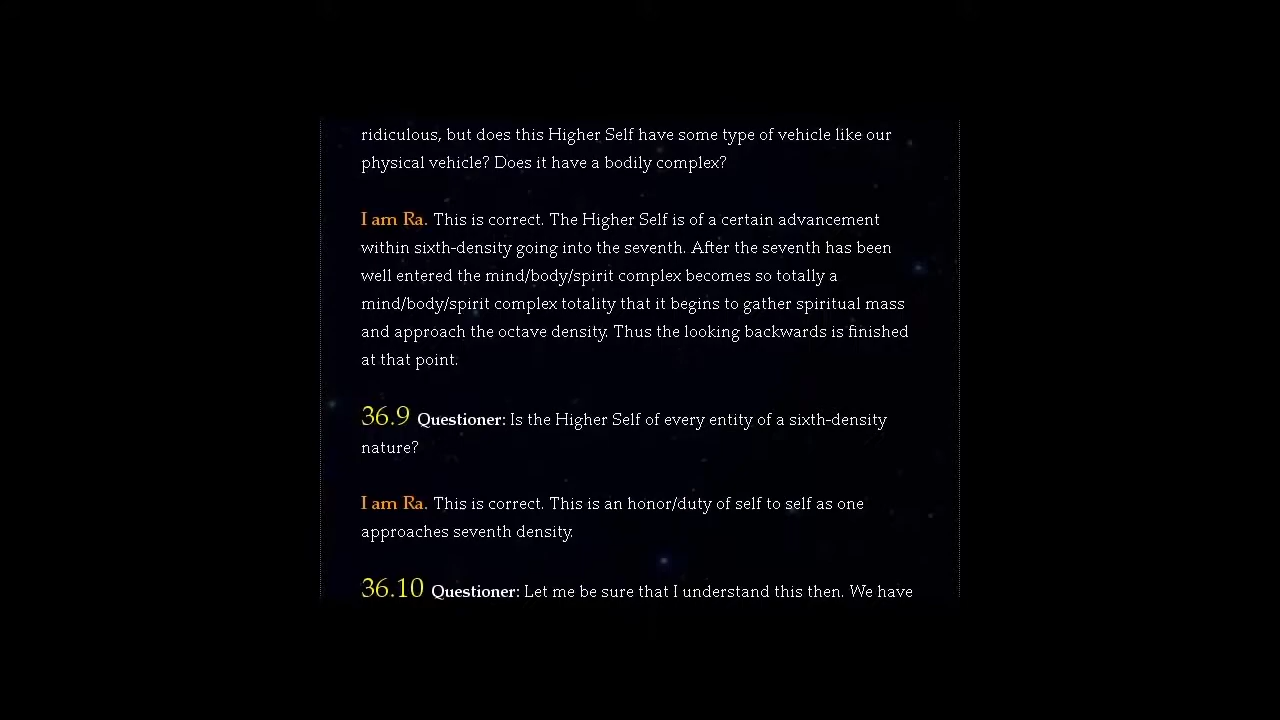 ridiculous, but does this Higher Self have some type of vehicle like our
physical vehicle? Does it have a bodily complex?
I am Ra. This is correct. The Higher Self is of a certain advancement
within sixth-density going into the seventh. After the seventh has been
well entered the mind/body/spirit complex becomes so totally a
mind/body/spirit complex totality that it begins to gather spiritual mass
and approach the octave density. Thus the looking backwards is finished
at that point.
36.9 Questioner: Is the Higher Self of every entity of a sixth-density
nature?
I am Ra. This is correct. This is an honor/duty of self to self as one
approaches seventh density.
36.10 Questioner: Let me be sure that I understand this then. We have